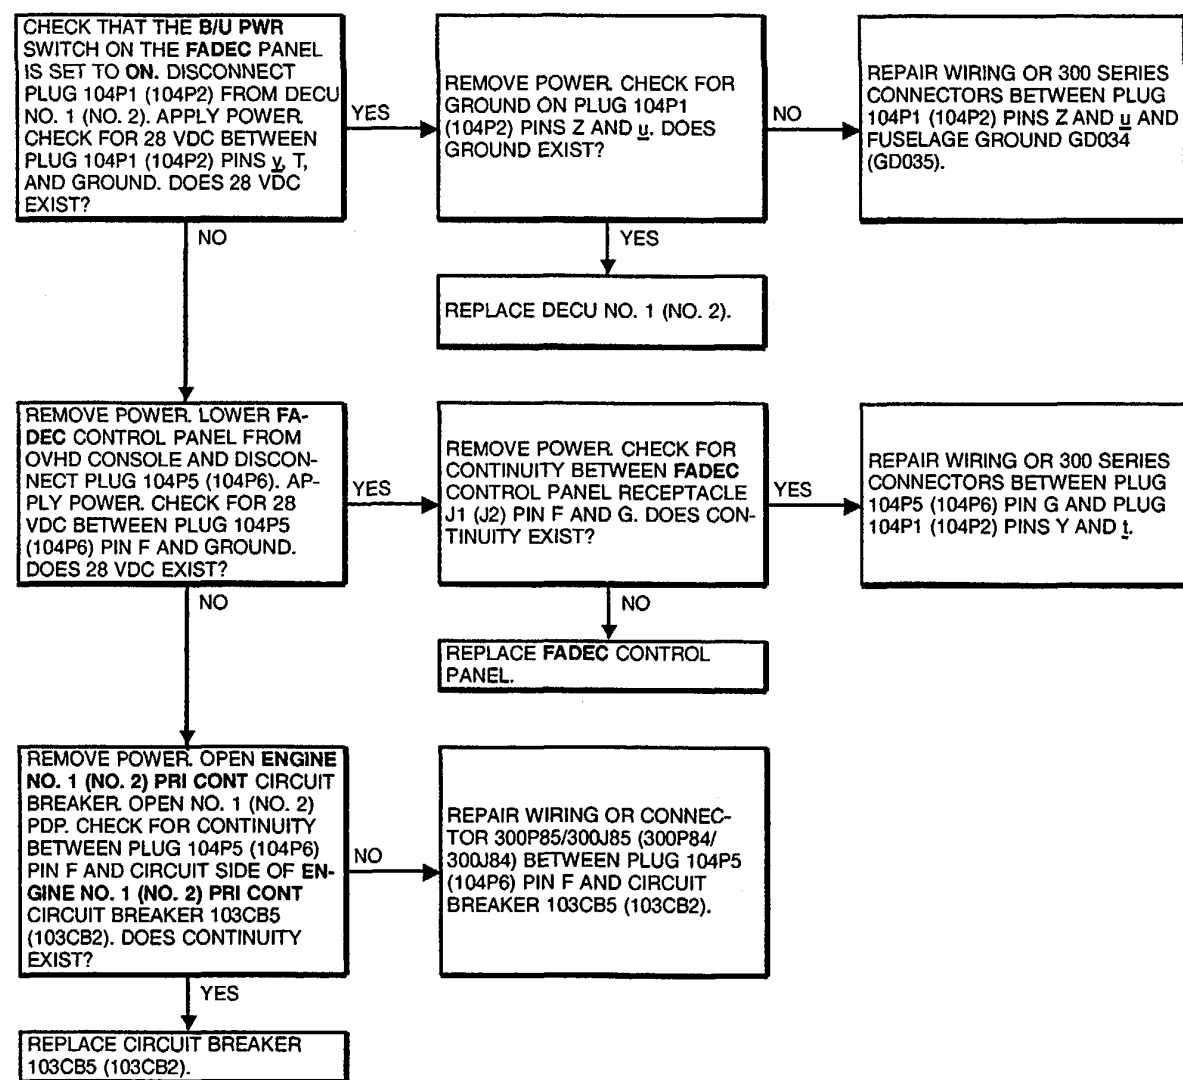 CHECK THAT THE B/U PWR
SWITCH ON THE FADEC PANEL
IS SET TO ON. DISCONNECT
PLUG 104P1 (104P2) FROM DECU
NO. 1 (NO. 2). APPLY POWER.
CHECK FOR 28 VDC BETWEEN
PLUG 104P1 (104P2) PINS v, T,
AND GROUND. DOES 28 VDC
EXIST?
YES
REMOVE POWER. CHECK FOR
GROUND ON PLUG 104P1
(104P2) PINS Z AND u. DOES
GROUND EXIST?
NO
REPAIR WIRING OR 300 SERIES
CONNECTORS BETWEEN PLUG
104P1 (104P2) PINS Z AND u AND
FUSELAGE GROUND GD034
(GD035).
NO
YES
REPLACE DECU NO. 1 (NO. 2).
REMOVE POWER. LOWER FA-
DEC CONTROL PANEL FROM
OVHD CONSOLE AND DISCON-
NECT PLUG 104P5 (104P6). AP-
PLY POWER. CHECK FOR 28
VDC BETWEEN PLUG 104P5
(104P6) PIN F AND GROUND.
DOES 28 VDC EXIST?
YES
REMOVE POWER. CHECK FOR
CONTINUITY BETWEEN FADEC
CONTROL PANEL RECEPTACLE
J1 (J2) PIN F AND G. DOES CON-
TINUITY EXIST?
YES
REPAIR WIRING OR 300 SERIES
CONNECTORS BETWEEN PLUG
104P5 (104P6) PIN G AND PLUG
104P1 (104P2) PINS Y AND t.
NO
NO
REPLACE FADEC CONTROL
PANEL.
REMOVE POWER. OPEN ENGINE
NO. 1 (NO. 2) PRI CONT CIRCUIT
BREAKER. OPEN NO. 1 (NO. 2)
PDP. CHECK FOR CONTINUITY
BETWEEN PLUG 104P5 (104P6)
PIN F AND CIRCUIT SIDE OF EN-
GINE NO. 1 (NO. 2) PRI CONT
CIRCUIT BREAKER 103CB5
(103CB2). DOES CONTINUITY
EXIST?
NO
REPAIR WIRING OR CONNEC-
TOR 300P85/300J85 (300P84/
300J84) BETWEEN PLUG 104P5
(104P6) PIN F AND CIRCUIT
BREAKER 103CB5 (103CB2).
YES
REPLACE CIRCUIT BREAKER
103CB5 (103CB2).